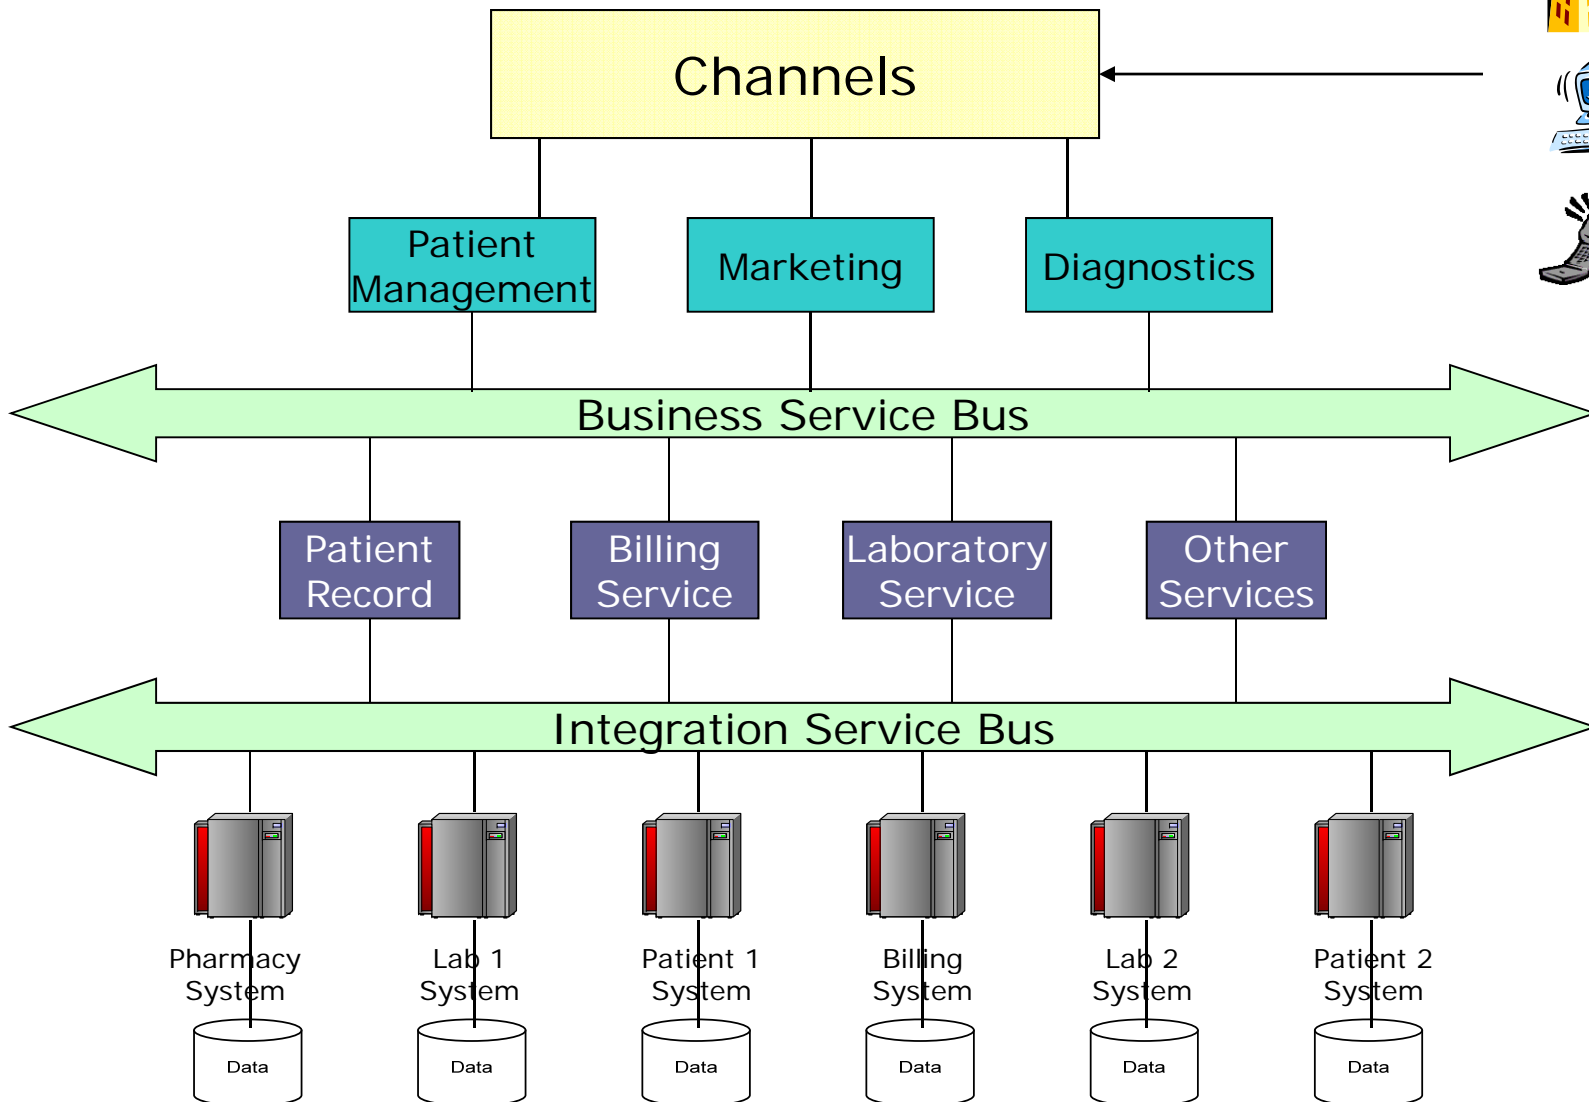 Channels
Patient
Management
Marketing
Diagnostics
Business Service Bus
Patient
Record
Billing
Service
Laboratory
Service
Other
Services
Integration Service Bus
Pharmacy
System
Lab 1
System
Patient 1
System
Billing
System
Lab 2
System
Patient 2
System
Data
Data
Data
Data
Data
Data